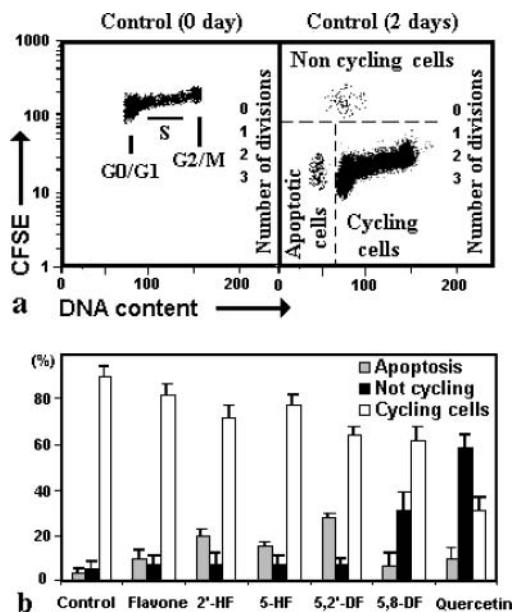 Control (0 day)
Control (2 days)
1000
100
10
1
CFSE
S
G0/G1
G2/M
Number of divisions
0
1
2
3
Non cycling cells
Apoptotic
cells
Cycling
cells
Number of divisions
0
1
2
3
0
100
200
0
100
200
a
DNA content
(%)
80
60
40
20
0
Apoptosis
Not cycling
Cycling cells
b
Control Flavone 2'-HF 5-HF 5,2'-DF 5,8-DF Quercetin